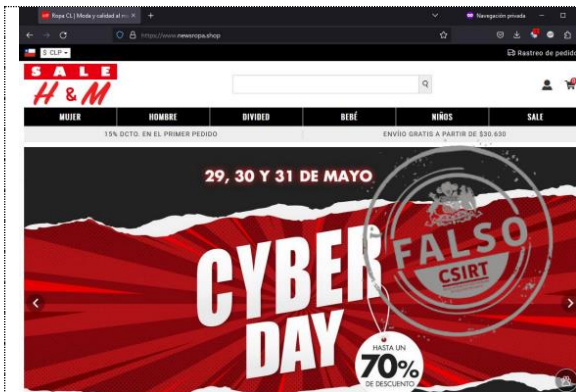 Ropa CL | Moda y calidad al m
Navegación privada
https://www.newsropa.shop
$ CLP
Rastreo de pedido
SALE
H & M
MUJER HOMBRE DIVIDED BEBÉ NIÑOS SALE
15% DCTO. EN EL PRIMER PEDIDO ENVÍO GRATIS A PARTIR DE $30.630
29, 30 Y 31 DE MAYO
CYBER
DAY
FALSO
CSIRT
HASTA UN
70%
DE DESCUENTO